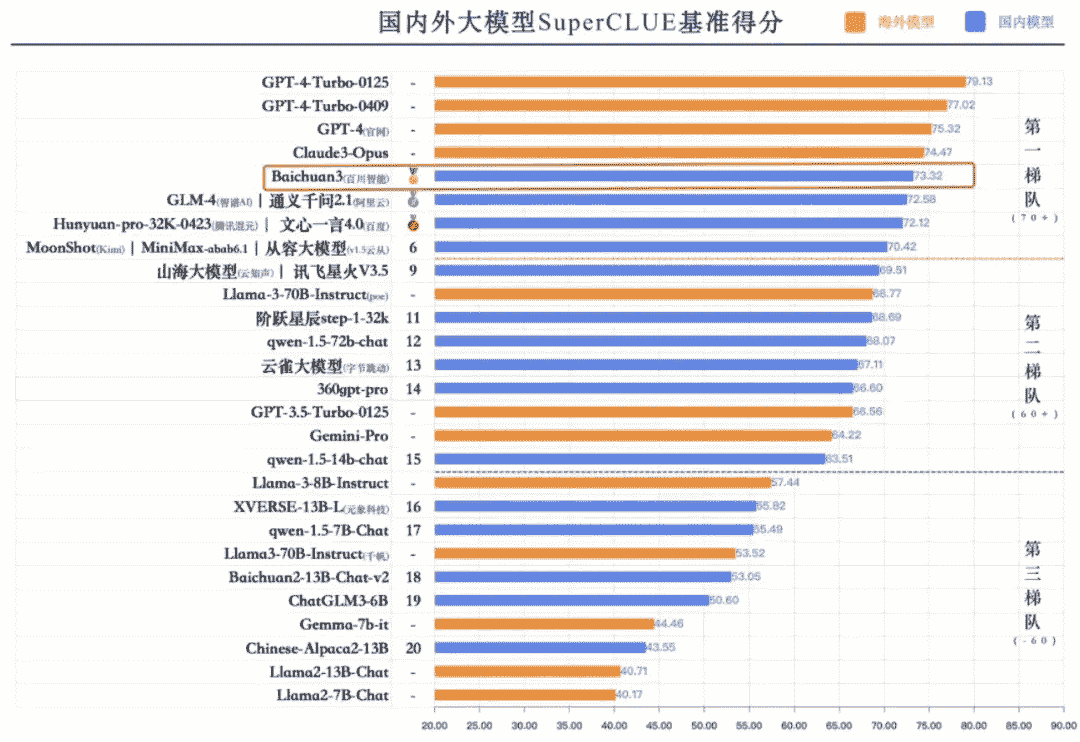 国内外大模型SuperCLUE基准得分
海外模型
国内模型
GPT-4-Turbo-0125 - 79.13
GPT-4-Turbo-0409 - 77.02
GPT-4(官网) - 75.32
Claude3-Opus - 74.47
Baichuan3(百川智能) 73.32
GLM-4(智谱AI) | 通义千问2.1(阿里云) 72.58
Hunyuan-pro-32K-0423(腾讯混元) | 文心一言4.0(百度) 72.12
MoonShot(Kimi) | MiniMax-abab6.1 | 从容大模型(v1.5云从) 6 70.42
第一梯队
(70+)
山海大模型(云知声) | 讯飞星火V3.5 9 69.51
Llama-3-70B-Instruct(poe) - 68.77
阶跃星辰step-1-32k 11 68.69
qwen-1.5-72b-chat 12 68.07
云雀大模型(字节跳动) 13 67.11
360gpt-pro 14 66.60
GPT-3.5-Turbo-0125 - 66.56
Gemini-Pro - 64.22
qwen-1.5-14b-chat 15 63.51
第二梯队
(60+)
Llama-3-8B-Instruct - 57.44
XVERSE-13B-L(元象科技) 16 55.82
qwen-1.5-7B-Chat 17 55.49
Llama3-70B-Instruct(千帆) - 53.52
Baichuan2-13B-Chat-v2 18 53.05
ChatGLM3-6B 19 50.60
Gemma-7b-it - 44.46
Chinese-Alpaca2-13B 20 43.55
Llama2-13B-Chat - 40.71
Llama2-7B-Chat - 40.17
第三梯队
(-60)
20.00 25.00 30.00 35.00 40.00 45.00 50.00 55.00 60.00 65.00 70.00 75.00 80.00 85.00 90.00